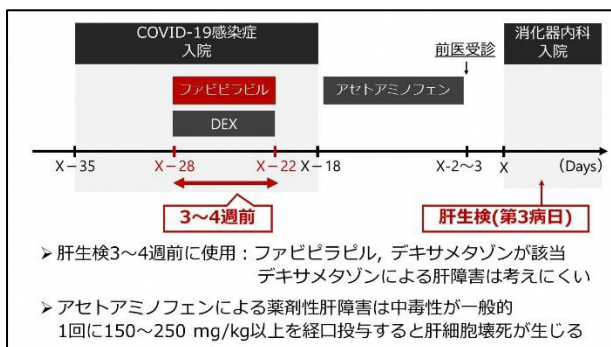 COVID-19感染症
入院
消化器内科
入院
前医受診
ファビピラビル
アセトアミノフェン
DEX
X-35
X-28
X-22
X-18
X-2~3
X
(Days)
3~4週前
肝生検(第3病日)
➤肝生検3~4週前に使用:ファビピラピル, デキサメタゾンが該当
デキサメタゾンによる肝障害は考えにくい
➤アセトアミノフェンによる薬剤性肝障害は中毒性が一般的
1回に150~250 mg/kg以上を経口投与すると肝細胞壊死が生じる